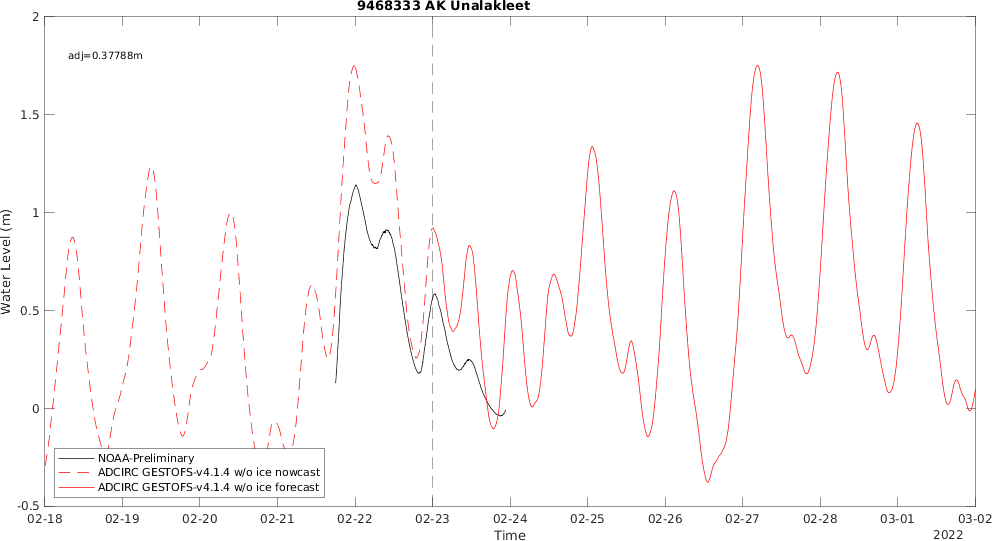 9468333 AK Unalakleet
adj=0.37788m
Water Level (m)
2
1.5
1
0.5
0
-0.5
NOAA-Preliminary
ADCIRC GESTOFS-v4.1.4 w/o ice nowcast
ADCIRC GESTOFS-v4.1.4 w/o ice forecast
02-18 02-19 02-20 02-21 02-22 02-23 02-24 02-25 02-26 02-27 02-28 03-01 03-02
Time
2022